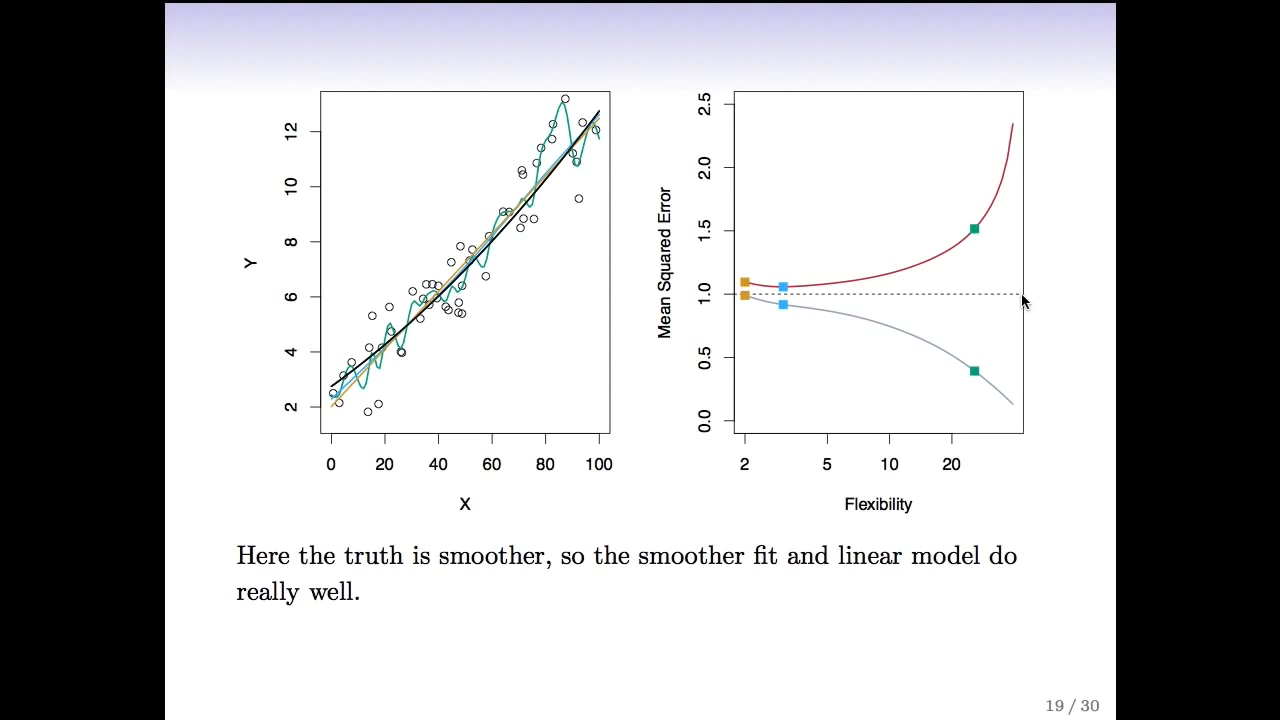 Y
12
10
8
6
4
2
0 20 40 60 80 100
X
Mean Squared Error
2.5
2.0
1.5
1.0
0.5
0.0
2 5 10 20
Flexibility
Here the truth is smoother, so the smoother fit and linear model do
really well.
19 / 30